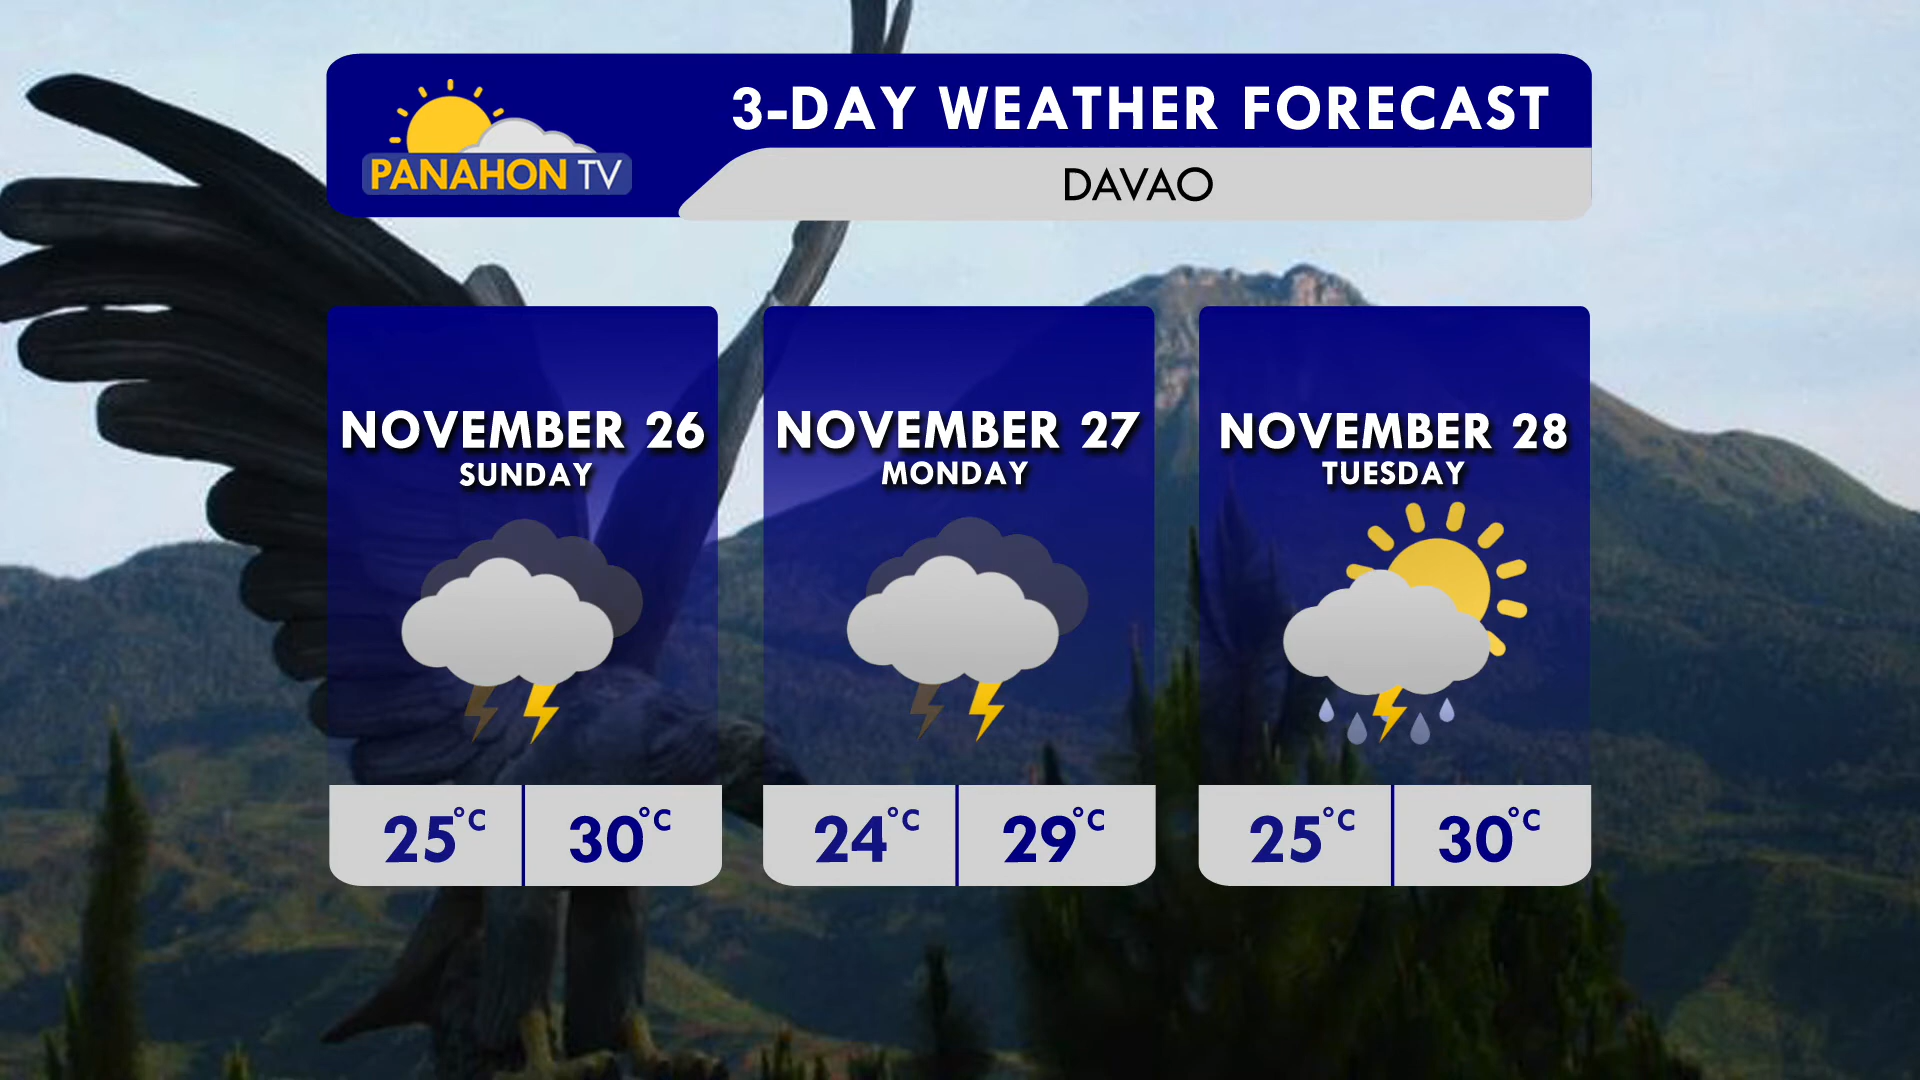 PANAHON TV
3-DAY WEATHER FORECAST
DAVAO
NOVEMBER 26
SUNDAY
25°C
30°C
NOVEMBER 27
MONDAY
24°C
29°C
NOVEMBER 28
TUESDAY
25°C
30°C